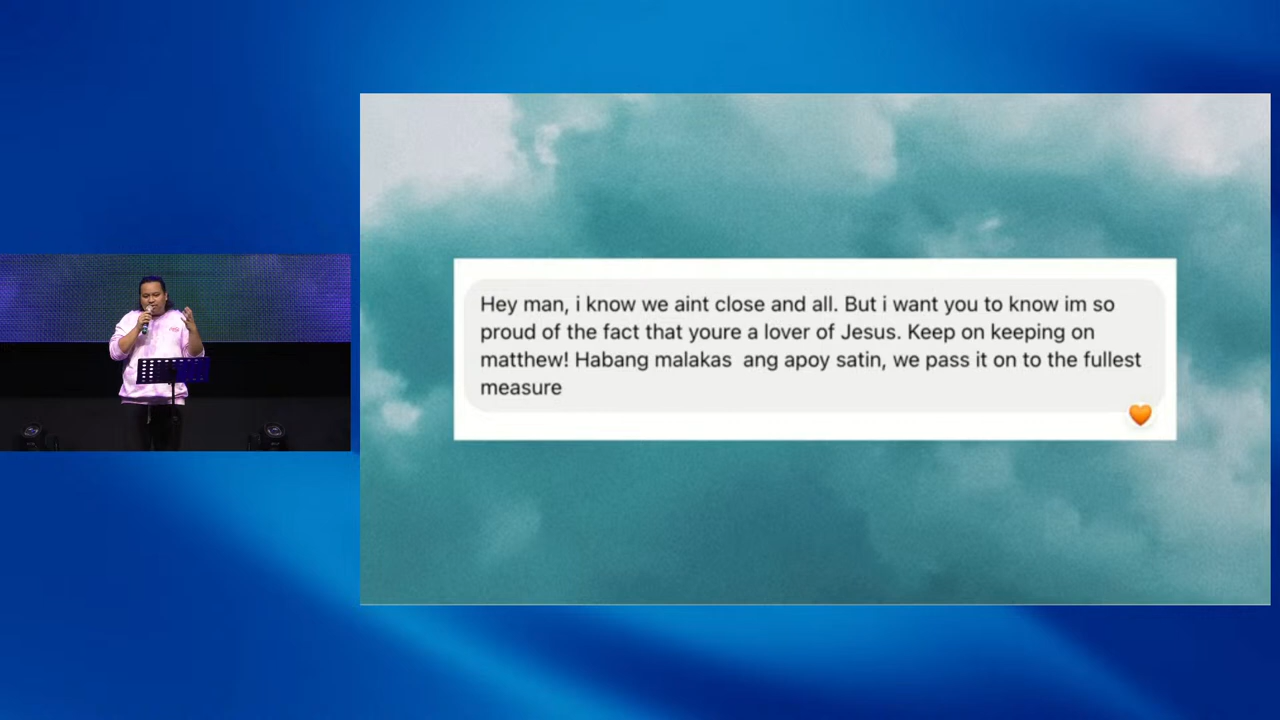 Hey man, i know we aint close and all. But i want you to know im so
proud of the fact that youre a lover of Jesus. Keep on keeping on
matthew! Habang malakas  ang apoy satin, we pass it on to the fullest
measure